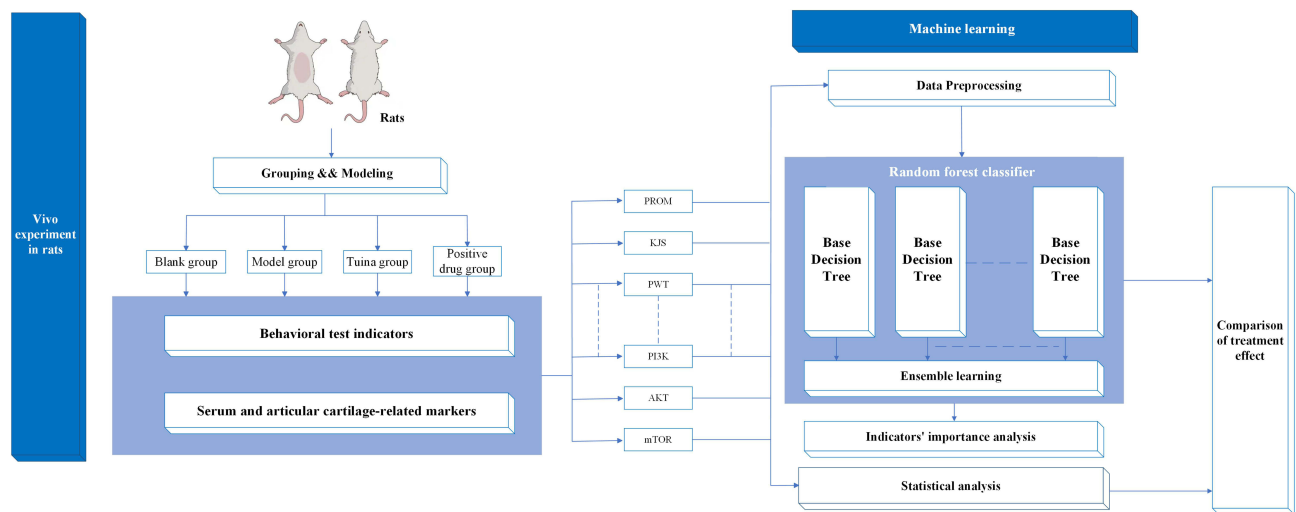 Vivo
experiment
in rats
Rats
Grouping && Modeling
Blank group
Model group
Tuina group
Positive
drug group
Behavioral test indicators
Serum and articular cartilage-related markers
PROM
KJS
PWT
PI3K
AKT
mTOR
Machine learning
Data Preprocessing
Random forest classifier
Base
Decision
Tree
Base
Decision
Tree
Base
Decision
Tree
Ensemble learning
Indicators' importance analysis
Statistical analysis
Comparison
of treatment
effect